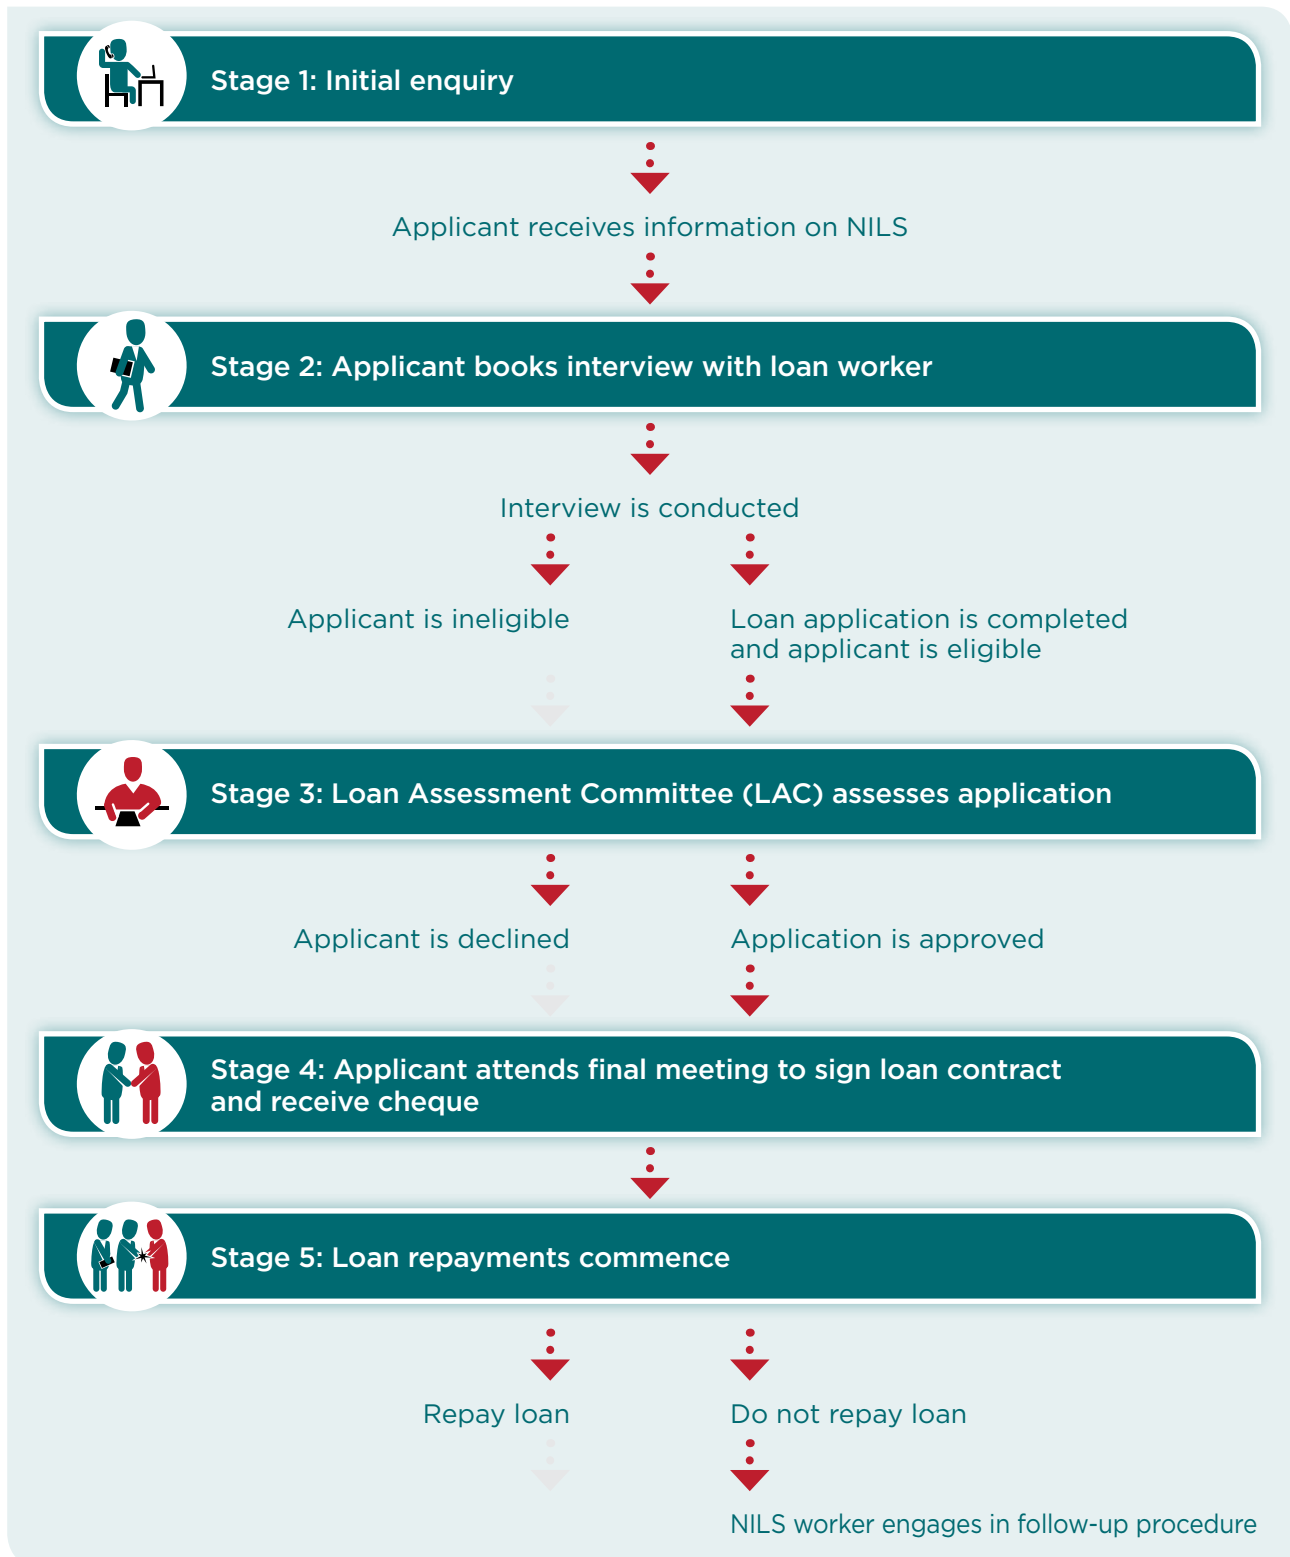 Stage 1: Initial enquiry
Applicant receives information on NILS
Stage 2: Applicant books interview with loan worker
Interview is conducted
Applicant is ineligible
Loan application is completed
and applicant is eligible
Stage 3: Loan Assessment Committee (LAC) assesses application
Applicant is declined
Application is approved
Stage 4: Applicant attends final meeting to sign loan contract
and receive cheque
Stage 5: Loan repayments commence
Repay loan
Do not repay loan
NILS worker engages in follow-up procedure